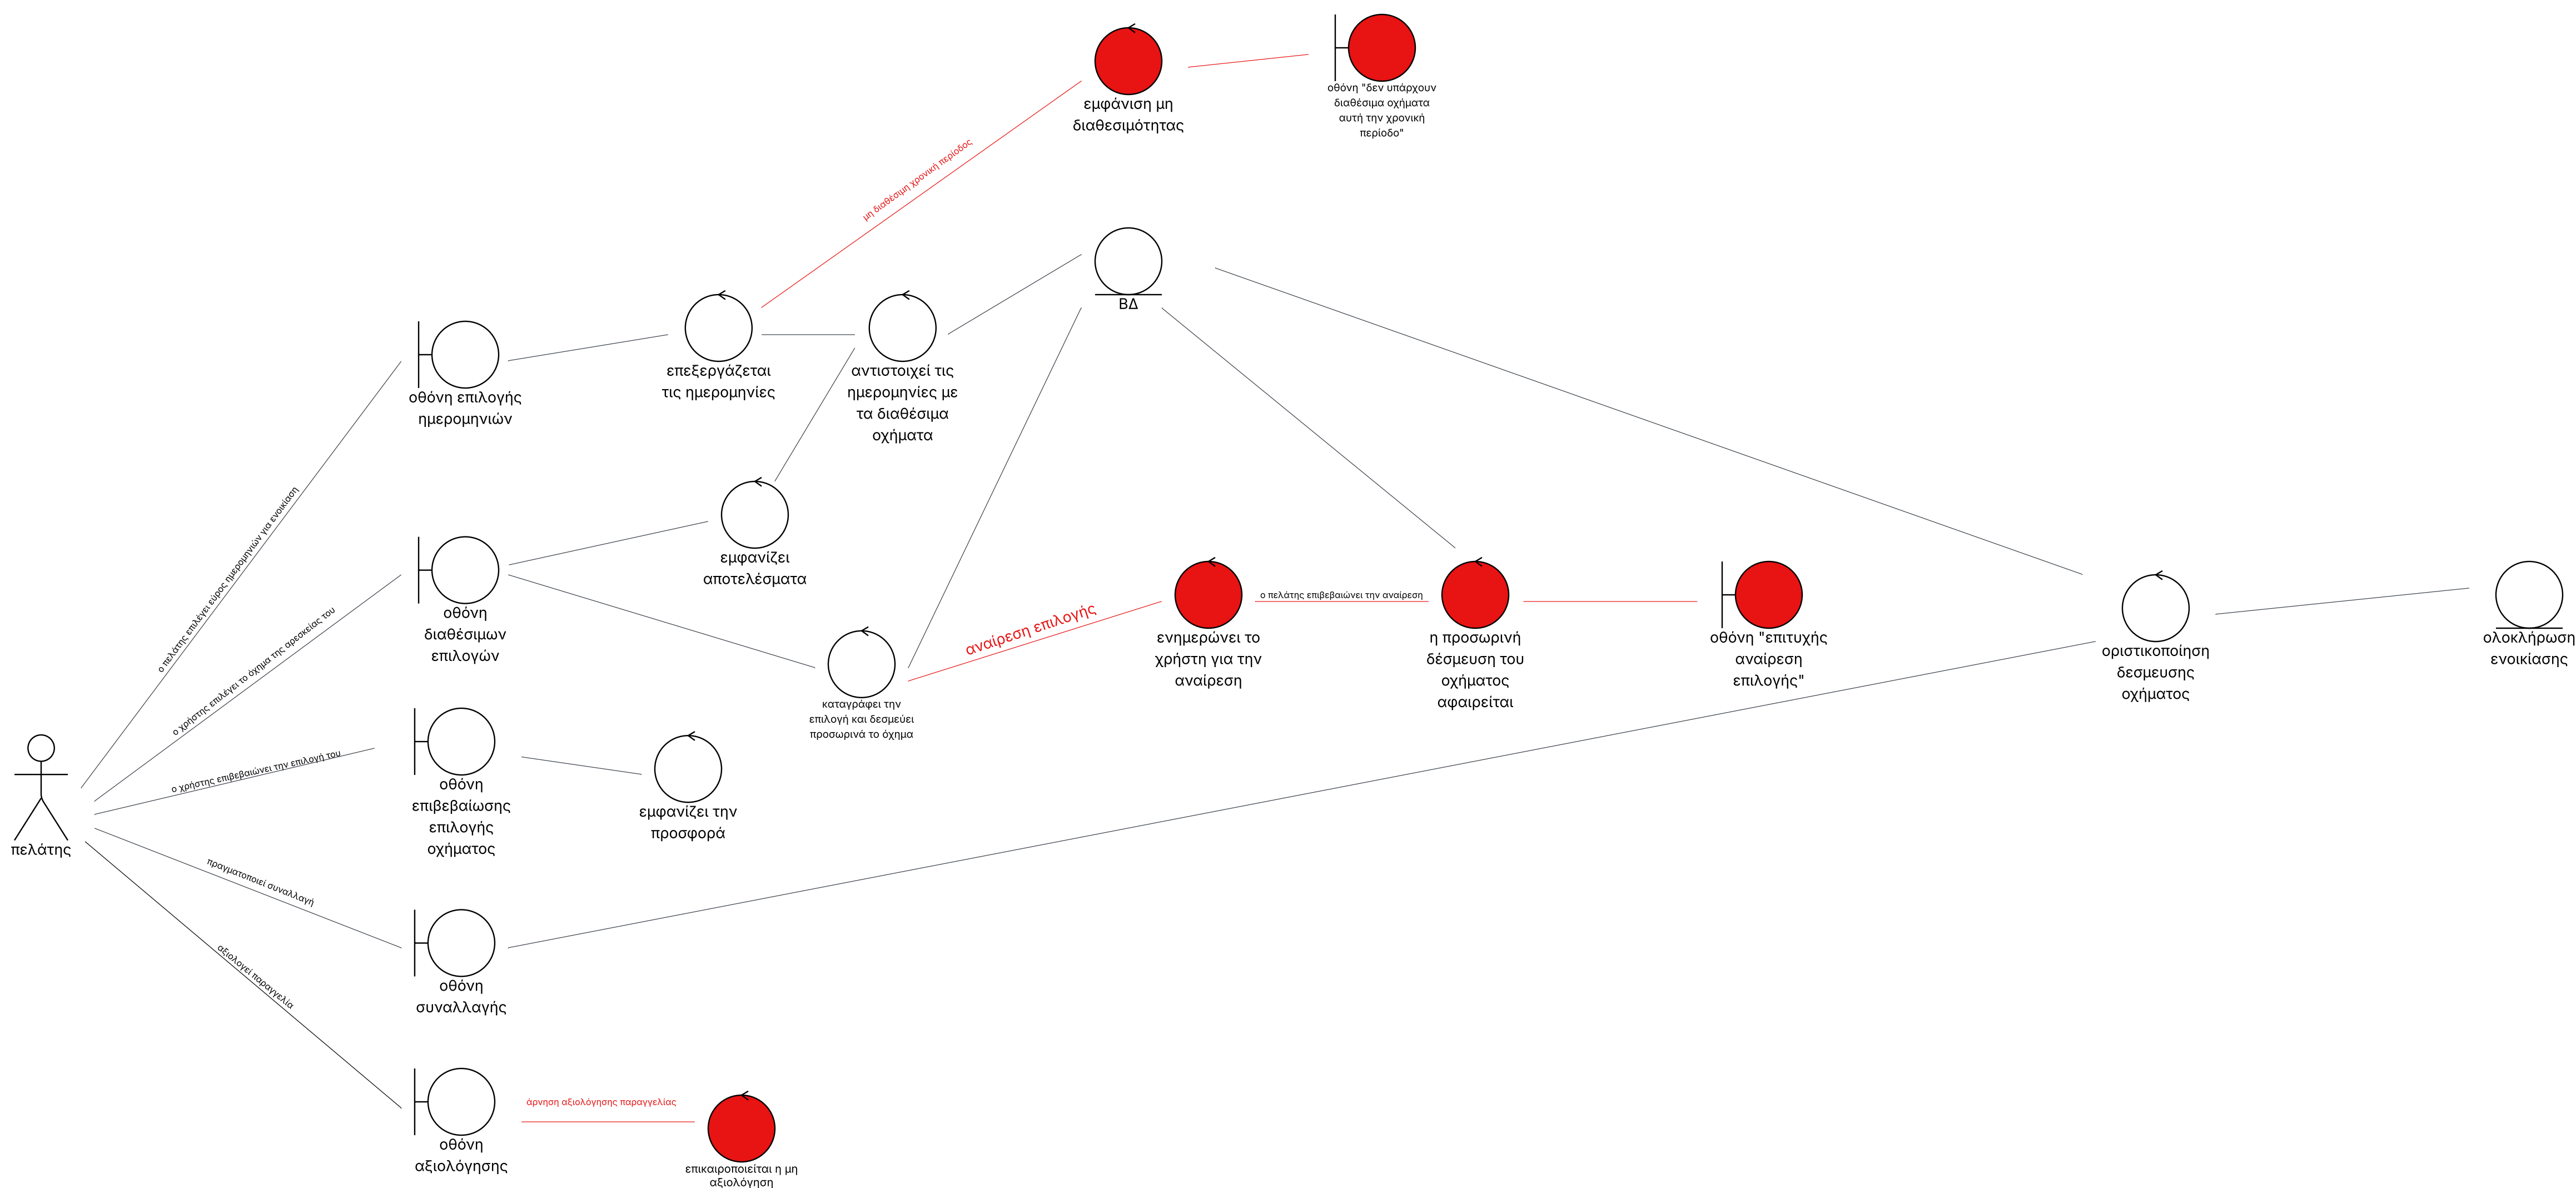 εμφάνιση μη
διαθεσιμότητας
οθόνη "δεν υπάρχουν
διαθέσιμα οχήματα
αυτή την χρονική
περίοδο"
μη διαθέσιμη χρονική περίοδος
ΒΔ
οθόνη επιλογής
ημερομηνιών
επεξεργάζεται
τις ημερομηνίες
αντιστοιχεί τις
ημερομηνίες με
τα διαθέσιμα
οχήματα
ο πελάτης επιλέγει εύρος ημερομηνιών για ενοικίαση
εμφανίζει
αποτελέσματα
οθόνη
διαθέσιμων
επιλογών
ο χρήστης επιλέγει το όχημα της αρεσκείας του
καταγράφει την
επιλογή και δεσμεύει
προσωρινά το όχημα
αναίρεση επιλογής
ενημερώνει το
χρήστη για την
αναίρεση
ο πελάτης επιβεβαιώνει την αναίρεση
η προσωρινή
δέσμευση του
οχήματος
αφαιρείται
οθόνη "επιτυχής
αναίρεση
επιλογής"
οριστικοποίηση
δεσμευσης
οχήματος
ολοκλήρωση
ενοικίασης
πελάτης
ο χρήστης επιβεβαιώνει την επιλογή του
οθόνη
επιβεβαίωσης
επιλογής
οχήματος
εμφανίζει την
προσφορά
πραγματοποιεί συναλλαγή
οθόνη
συναλλαγής
αξιολογεί παραγγελία
οθόνη
αξιολόγησης
άρνηση αξιολόγησης παραγγελίας
επικαιροποιείται η μη
αξιολόγηση